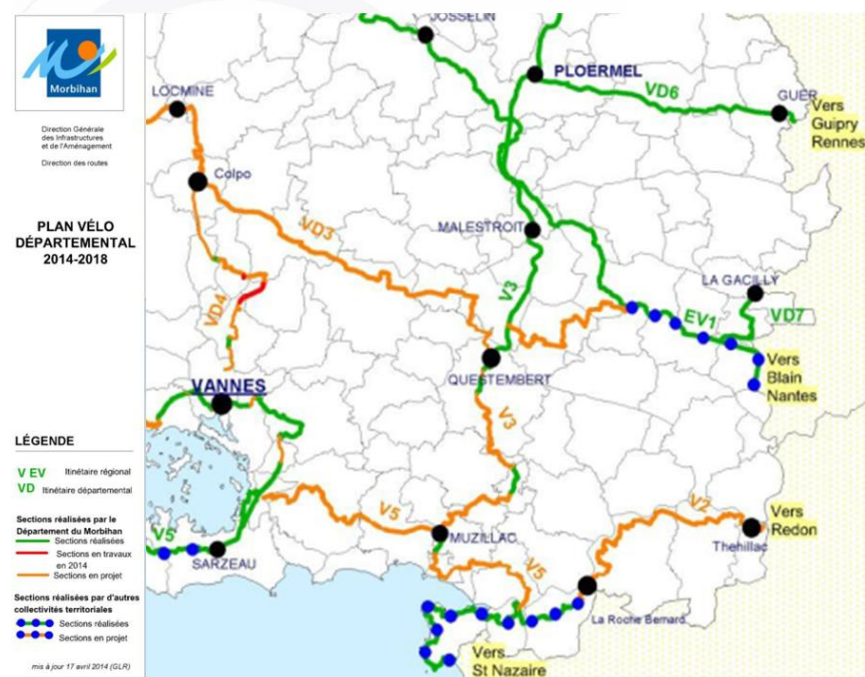 Morbihan
Direction Générale
des Infrastructures
et de l'Aménagement
Direction des routes
PLAN VÉLO
DÉPARTEMENTAL
2014-2018
LÉGENDE
V EV Itinétaire régional
VD Itinétaire départemental
Sections réalisées par le
Département du Morbihan
Sections réalisées
Sections en travaux
en 2014
Sections en projet
Sections réalisées par d'autres
collectivités territoriales
Sections réalisées
Sections en projet
mis à jour 17 avril 2014 (GLR)
JOSSELIN
PLOERMEL
VD6
GUER
Vers
Guipry
Rennes
LOCMINE
Colpo
VD3
MALESTROIT
V3
LA GACILLY
VD7
EV1
VD4
Vers
Blain
Nantes
QUESTEMBERT
VANNES
V3
V5
V2
Vers
Redon
Thehillac
MUZILLAC
V5
SARZEAU
V5
La Roche Bernard
Vers
St Nazaire